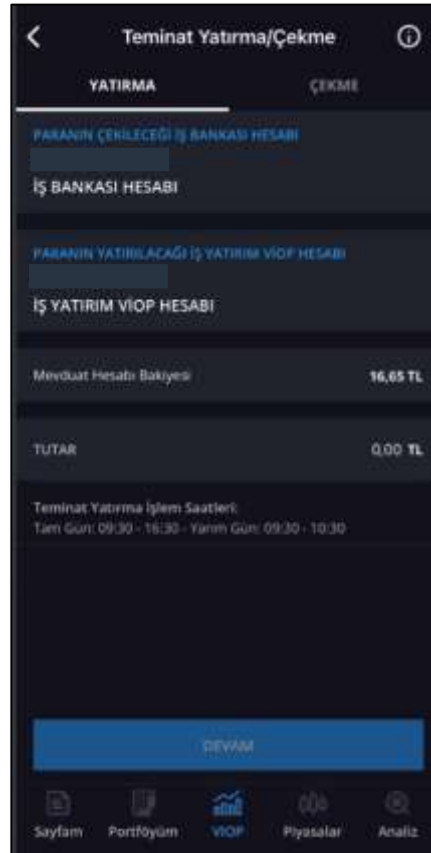 Teminat Yatırma/Çekme
YATIRMA
ÇEKME
PARANIN ÇEKİLECEĞİ İŞ BANKASI HESABI
İŞ BANKASI HESABI
PARANIN YATIRILACAĞI İŞ YATIRIM VİOP HESABI
İŞ YATIRIM VİOP HESABI
Mevduat Hesabı Bakiyesi 16,65 TL
TUTAR 0,00 TL
Teminat Yatırma İşlem Saatleri:
Tam Gün: 09:30 - 16:30 - Yarım Gün: 09:30 - 10:30
DEVAM
Sayfam Portföyüm VİOP Piyasalar Analiz